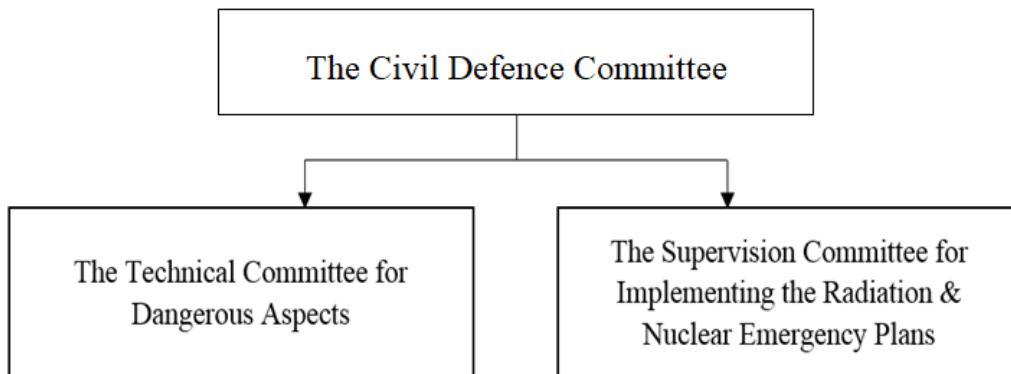 The Civil Defence Committee
The Technical Committee for
Dangerous Aspects
The Supervision Committee for
Implementing the Radiation &
Nuclear Emergency Plans